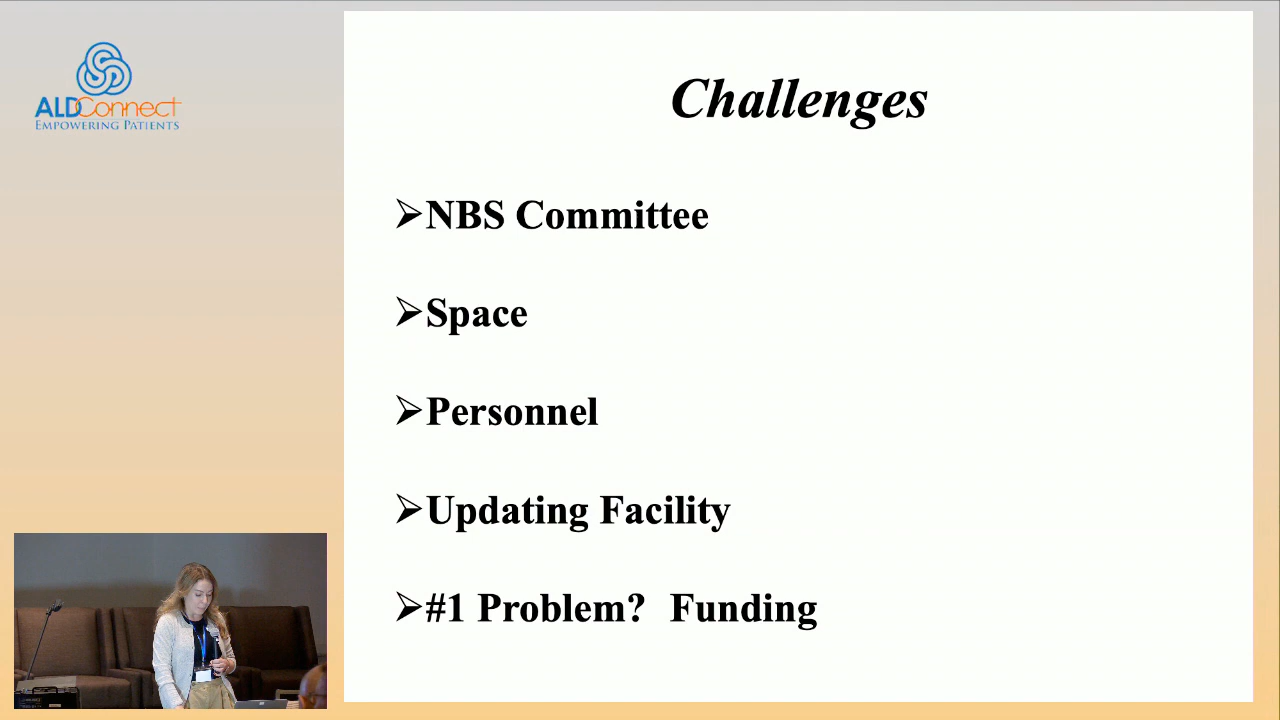 ALDConnect
EMPOWERING PATIENTS
Challenges
➢NBS Committee
➢Space
➢Personnel
➢Updating Facility
➢#1 Problem? Funding